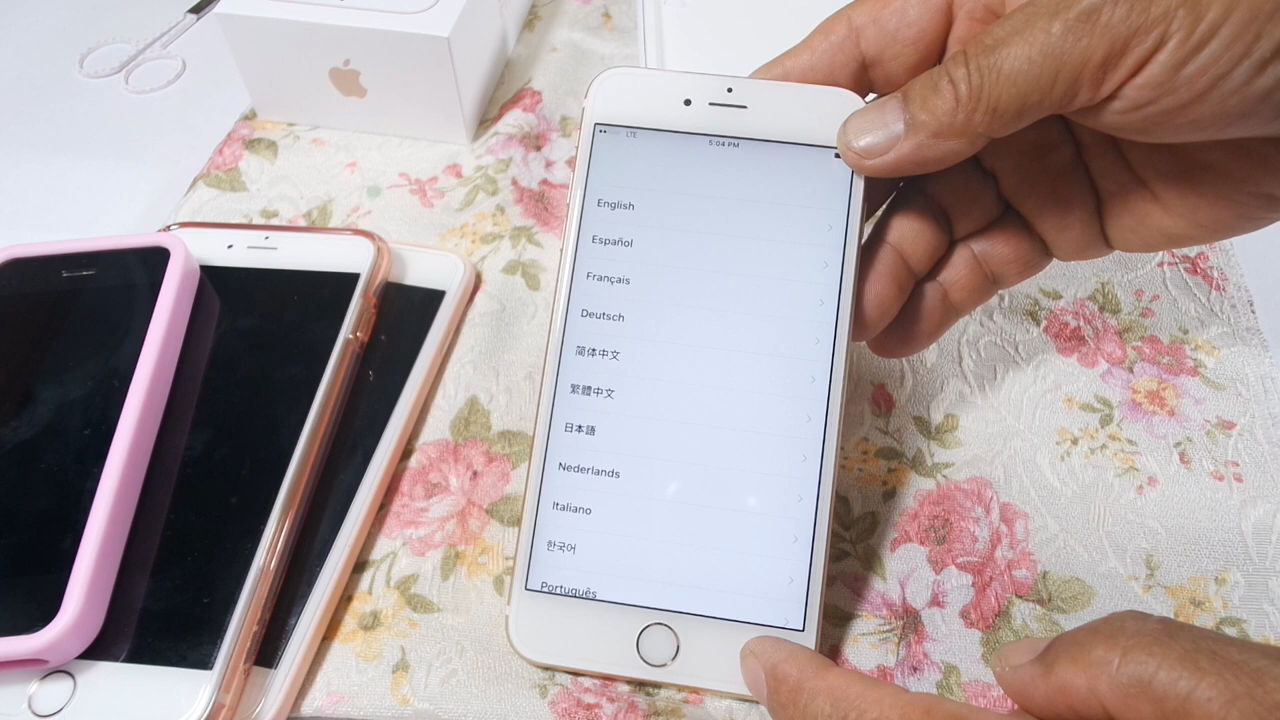 LTE
5:04 PM
English
Español
Français
Deutsch
简体中文
繁體中文
日本語
Nederlands
Italiano
한국어
Português